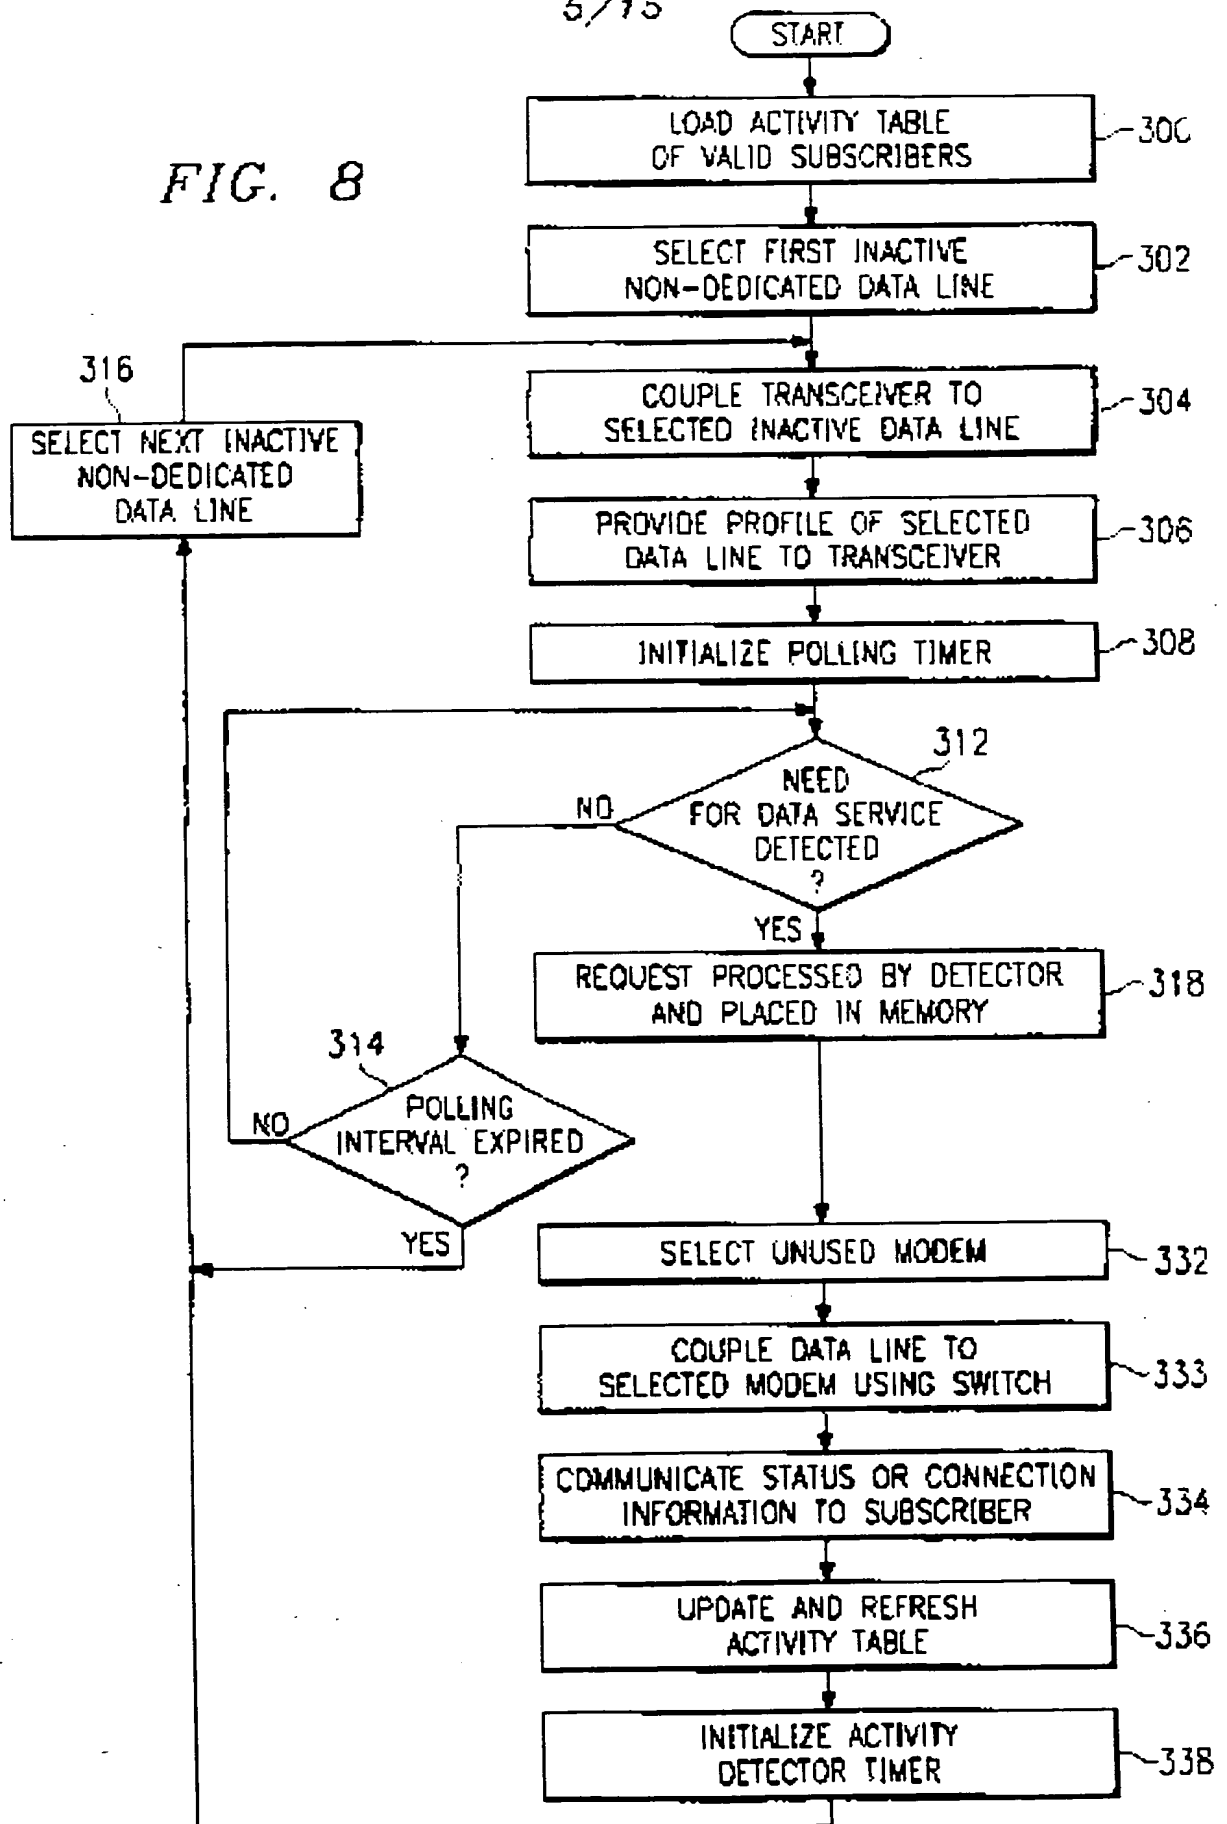 5/15
START
FIG. 8
LOAD ACTIVITY TABLE
OF VALID SUBSCRIBERS
300
SELECT FIRST INACTIVE
NON-DEDICATED DATA LINE
302
316
SELECT NEXT INACTIVE
NON-DEDICATED
DATA LINE
COUPLE TRANSCEIVER TO
SELECTED INACTIVE DATA LINE
304
PROVIDE PROFILE OF SELECTED
DATA LINE TO TRANSCEIVER
306
INITIALIZE POLLING TIMER
308
312
NEED
FOR DATA SERVICE
DETECTED
?
NO
YES
REQUEST PROCESSED BY DETECTOR
AND PLACED IN MEMORY
318
314
POLLING
INTERVAL EXPIRED
?
NO
YES
SELECT UNUSED MODEM
332
COUPLE DATA LINE TO
SELECTED MODEM USING SWITCH
333
COMMUNICATE STATUS OR CONNECTION
INFORMATION TO SUBSCRIBER
334
UPDATE AND REFRESH
ACTIVITY TABLE
336
INITIALIZE ACTIVITY
DETECTOR TIMER
338